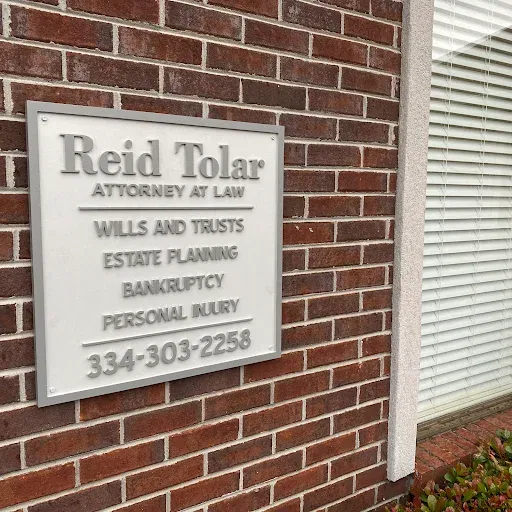 Reid Tolar
ATTORNEY AT LAW
WILLS AND TRUSTS
ESTATE PLANNING
BANKRUPTCY
PERSONAL INJURY
334-303-2258